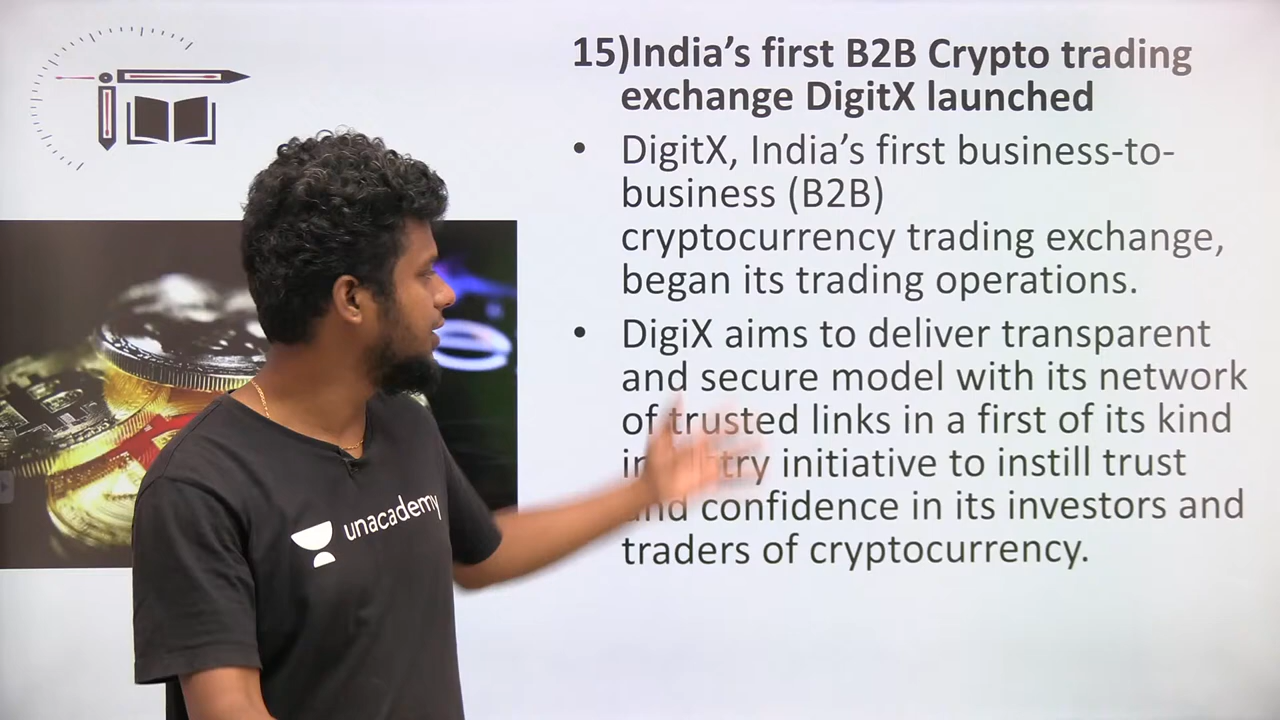 15)India's first B2B Crypto trading
exchange DigitX launched
• DigitX, India's first business-to-
business (B2B)
cryptocurrency trading exchange,
began its trading operations.
• DigiX aims to deliver transparent
and secure model with its network
of trusted links in a first of its kind
initiative to instill trust
confidence in its investors and
traders of cryptocurrency.
unacademy